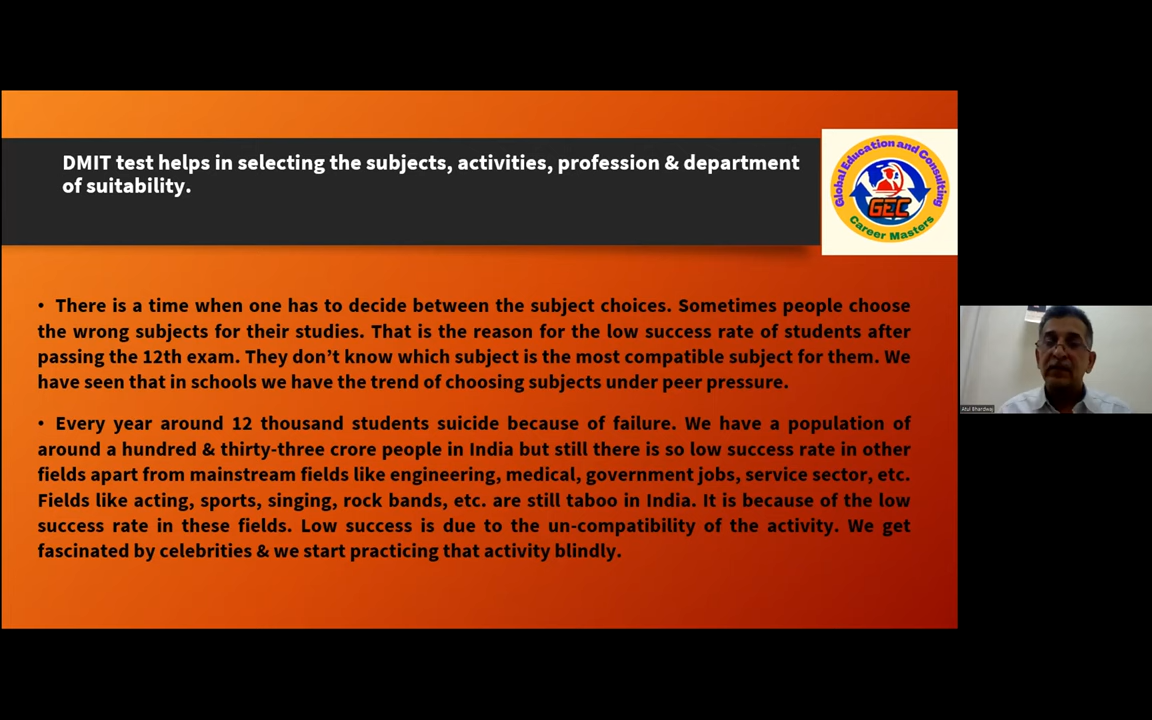 DMIT test helps in selecting the subjects, activities, profession & department
of suitability.
Global Education and Consulting
GEC
Career Masters
• There is a time when one has to decide between the subject choices. Sometimes people choose
the wrong subjects for their studies. That is the reason for the low success rate of students after
passing the 12th exam. They don’t know which subject is the most compatible subject for them. We
have seen that in schools we have the trend of choosing subjects under peer pressure.
• Every year around 12 thousand students suicide because of failure. We have a population of
around a hundred & thirty-three crore people in India but still there is so low success rate in other
fields apart from mainstream fields like engineering, medical, government jobs, service sector, etc.
Fields like acting, sports, singing, rock bands, etc. are still taboo in India. It is because of the low
success rate in these fields. Low success is due to the un-compatibility of the activity. We get
fascinated by celebrities & we start practicing that activity blindly.
Atul Bhardwaj